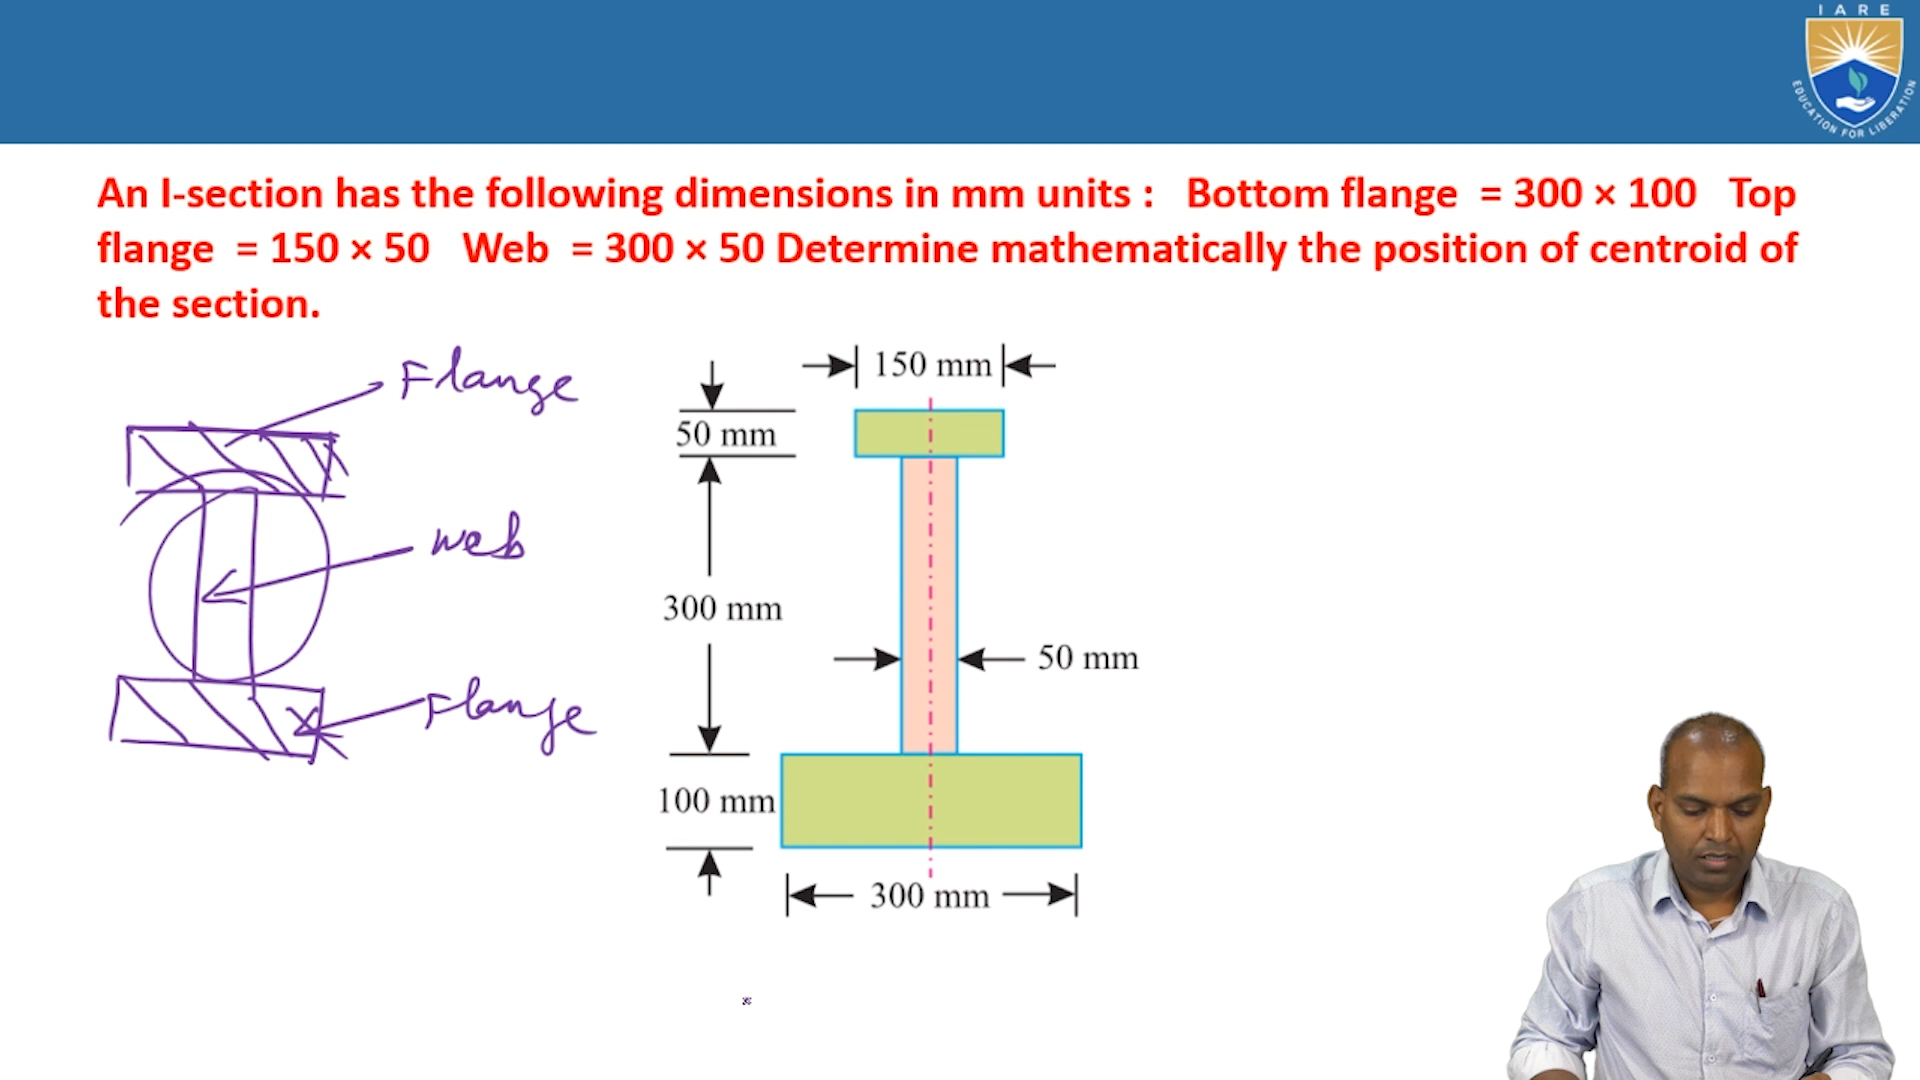 IARE
EDUCATION FOR LIBERATION
An I-section has the following dimensions in mm units : Bottom flange = 300 × 100 Top
flange = 150 × 50 Web = 300 × 50 Determine mathematically the position of centroid of
the section.
Flange
web
Flange
150 mm
50 mm
300 mm
50 mm
100 mm
300 mm